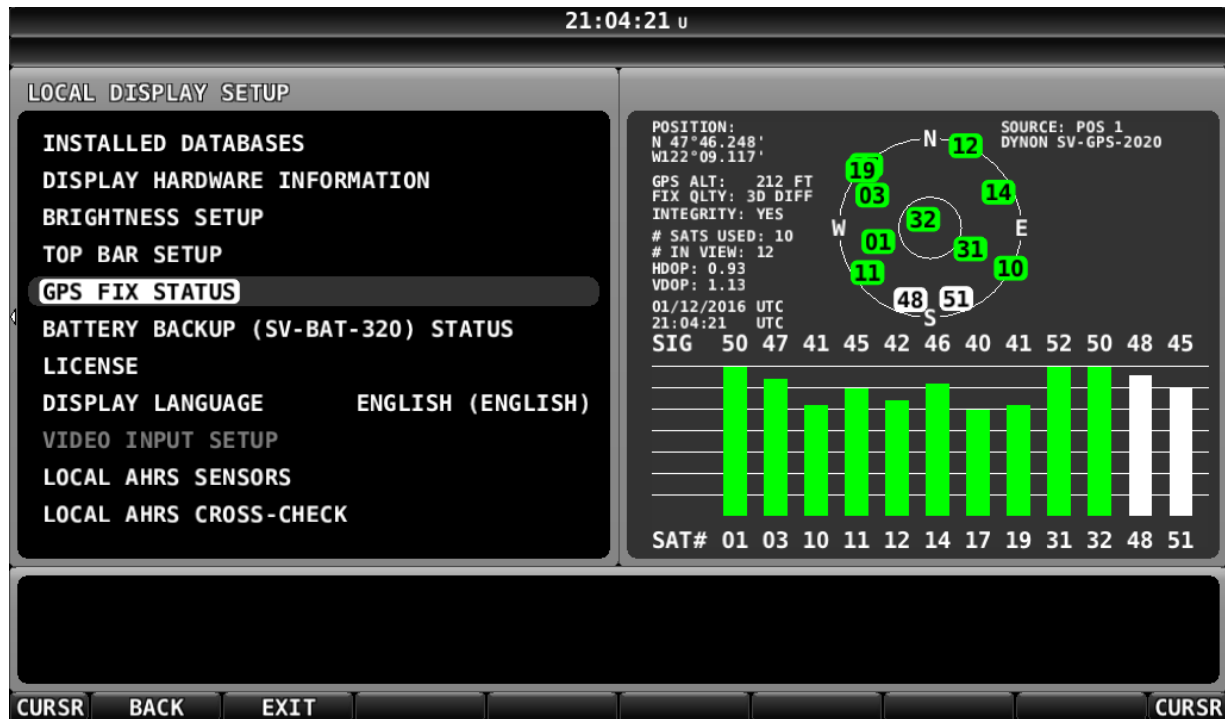 21:04:21 U
LOCAL DISPLAY SETUP
INSTALLED DATABASES
DISPLAY HARDWARE INFORMATION
BRIGHTNESS SETUP
TOP BAR SETUP
GPS FIX STATUS
BATTERY BACKUP (SV-BAT-320) STATUS
LICENSE
DISPLAY LANGUAGE ENGLISH (ENGLISH)
VIDEO INPUT SETUP
LOCAL AHRS SENSORS
LOCAL AHRS CROSS-CHECK
POSITION:
N 47°46.248'
W122°09.117'
GPS ALT: 212 FT
FIX QLTY: 3D DIFF
INTEGRITY: YES
# SATS USED: 10
# IN VIEW: 12
HDOP: 0.93
VDOP: 1.13
01/12/2016 UTC
21:04:21 UTC
SOURCE: POS 1
DYNON SV-GPS-2020
N 12
19
03 14
32
W E
01 31
11 10
48 51
S
SIG 50 47 41 45 42 46 40 41 52 50 48 45
SAT# 01 03 10 11 12 14 17 19 31 32 48 51
CURSR BACK EXIT CURSR